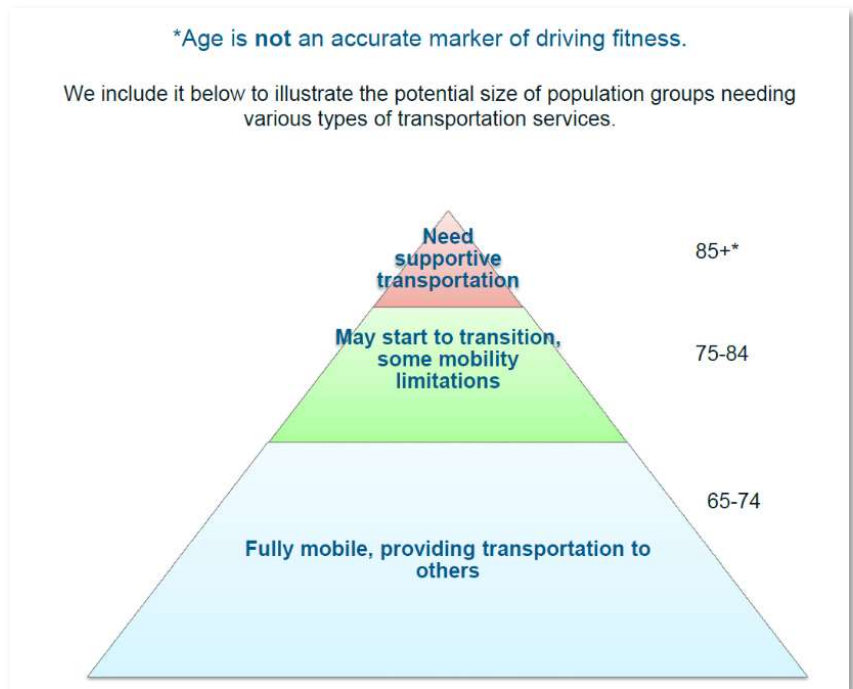 *Age is not an accurate marker of driving fitness.
We include it below to illustrate the potential size of population groups needing
various types of transportation services.
Need
supportive
transportation
85+*
May start to transition,
some mobility
limitations
75-84
65-74
Fully mobile, providing transportation to
others